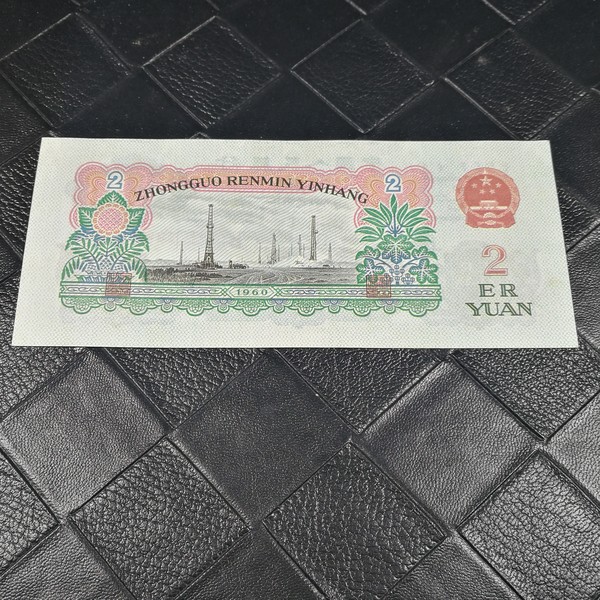 2
2
ZHONGGUO RENMIN YINHANG
1960
2
ER
YUAN